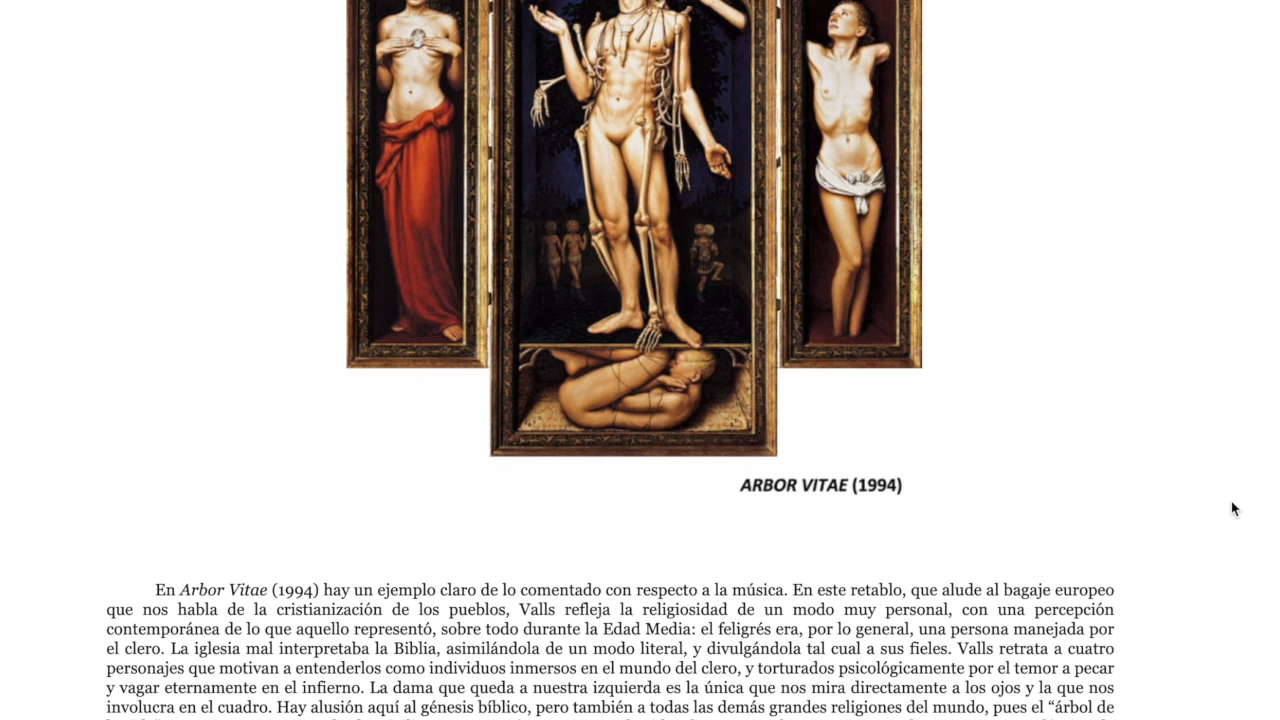 ARBOR VITAE (1994)
En Arbor Vitae (1994) hay un ejemplo claro de lo comentado con respecto a la música. En este retablo, que alude al bagaje europeo
que nos habla de la cristianización de los pueblos, Valls refleja la religiosidad de un modo muy personal, con una percepción
contemporánea de lo que aquello representó, sobre todo durante la Edad Media: el feligrés era, por lo general, una persona manejada por
el clero. La iglesia mal interpretaba la Biblia, asimilándola de un modo literal, y divulgándola tal cual a sus fieles. Valls retrata a cuatro
personajes que motivan a entenderlos como individuos inmersos en el mundo del clero, y torturados psicológicamente por el temor a pecar
y vagar eternamente en el infierno. La dama que queda a nuestra izquierda es la única que nos mira directamente a los ojos y la que nos
involucra en el cuadro. Hay alusión aquí al génesis bíblico, pero también a todas las demás grandes religiones del mundo, pues el “árbol de